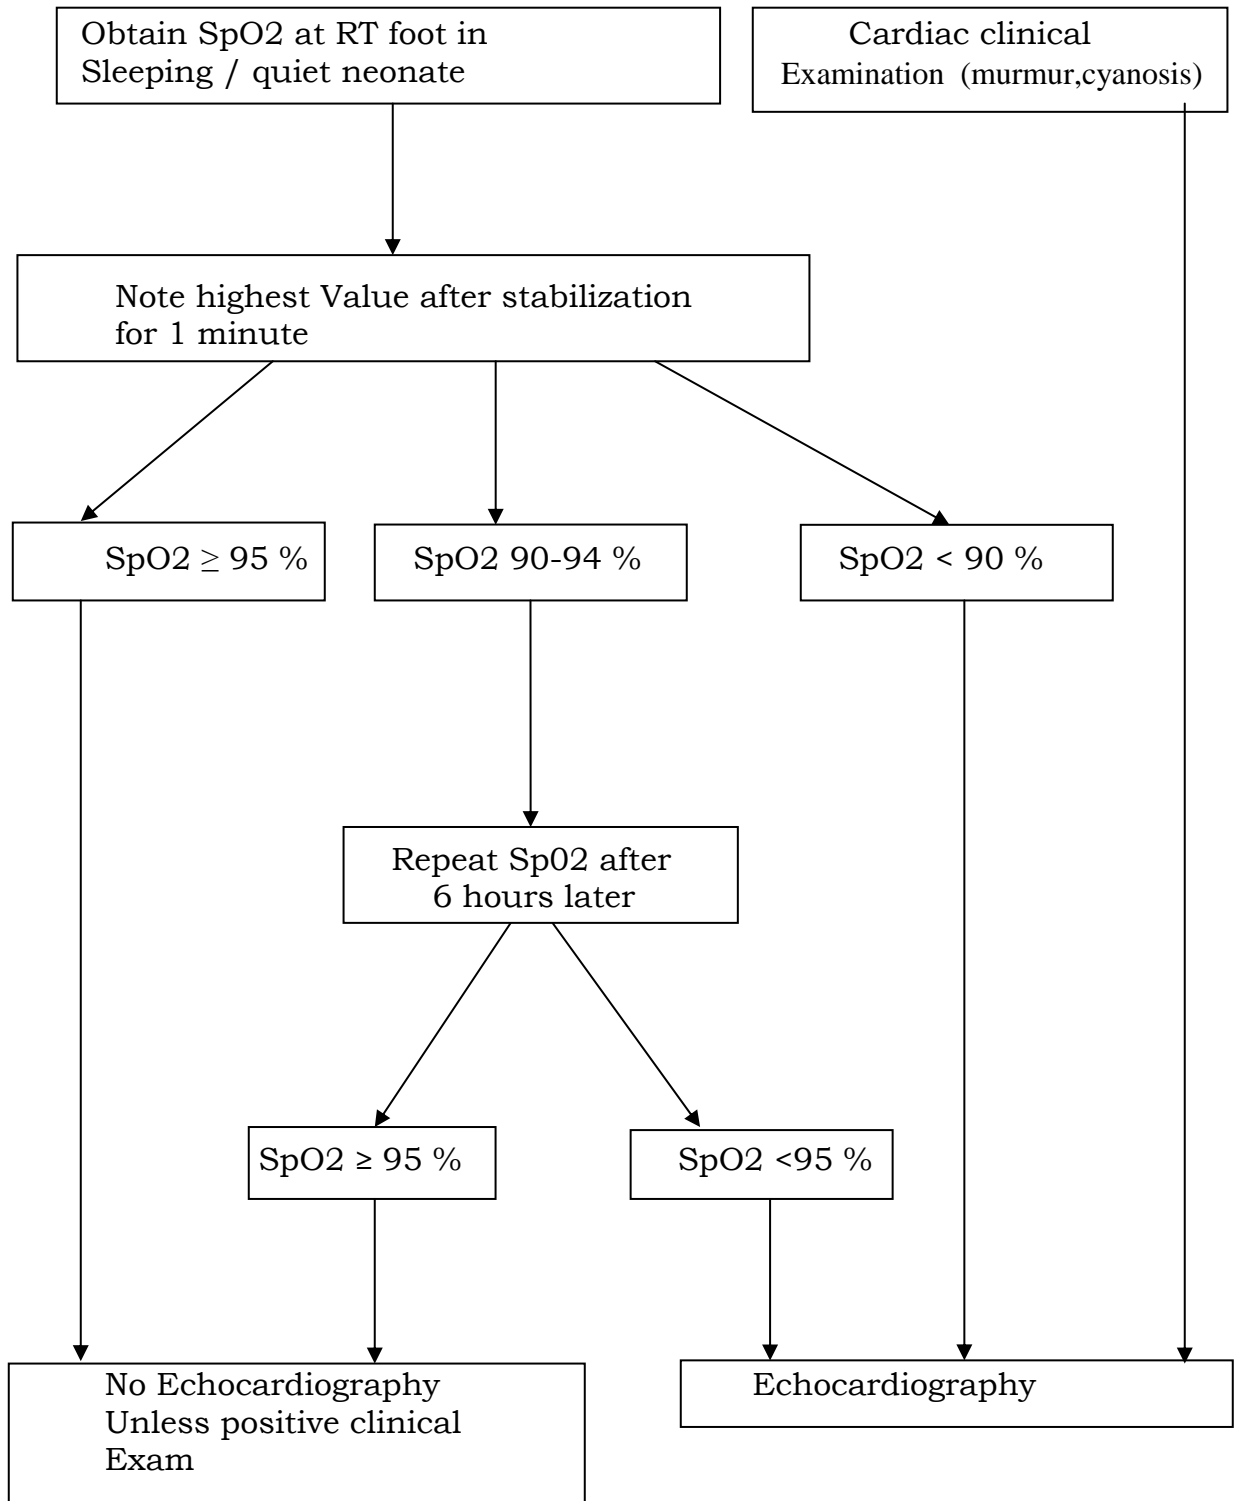 Obtain SpO2 at RT foot in
Sleeping / quiet neonate
Cardiac clinical
Examination (murmur,cyanosis)
Note highest Value after stabilization
for 1 minute
SpO2 ≥ 95 %
SpO2 90-94 %
SpO2 < 90 %
Repeat Sp02 after
6 hours later
SpO2 ≥ 95 %
SpO2 <95 %
No Echocardiography
Unless positive clinical
Exam
Echocardiography